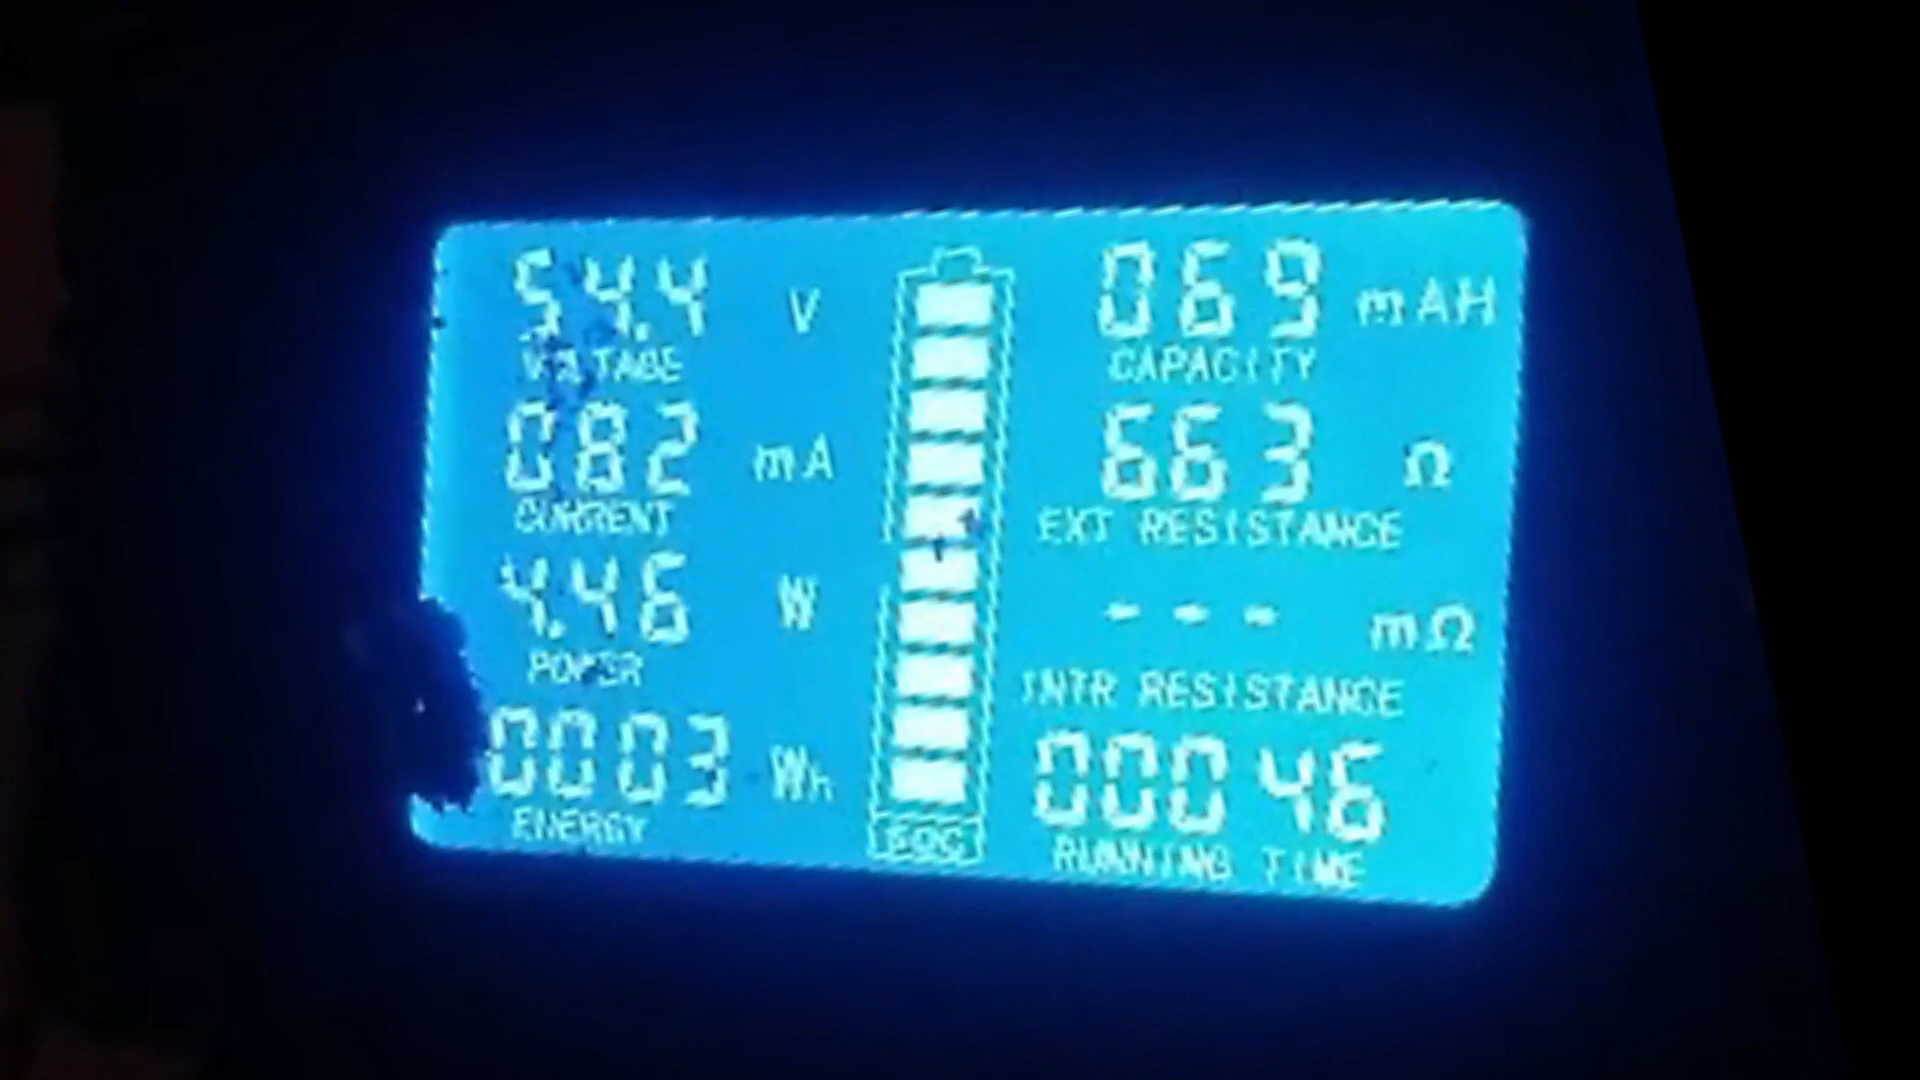 54.4 V
VOLTAGE
082 mA
CURRENT
4.46 W
POWER
0003 Wh
ENERGY
SOC
069 mAH
CAPACITY
663 Ω
EXT RESISTANCE
--- mΩ
INTR RESISTANCE
00046
RUNNING TIME